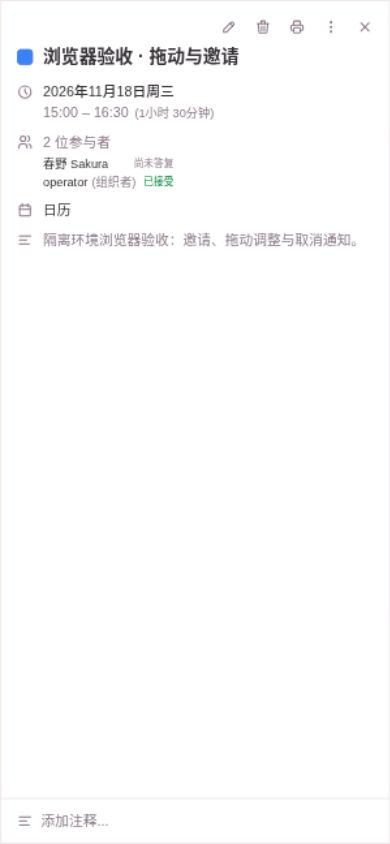 浏览器验收 · 拖动与邀请
2026年11月18日周三
15:00 – 16:30 (1小时 30分钟)
2 位参与者
春野 Sakura 尚未答复
operator (组织者) 已接受
日历
隔离环境浏览器验收：邀请、拖动调整与取消通知。
添加注释...